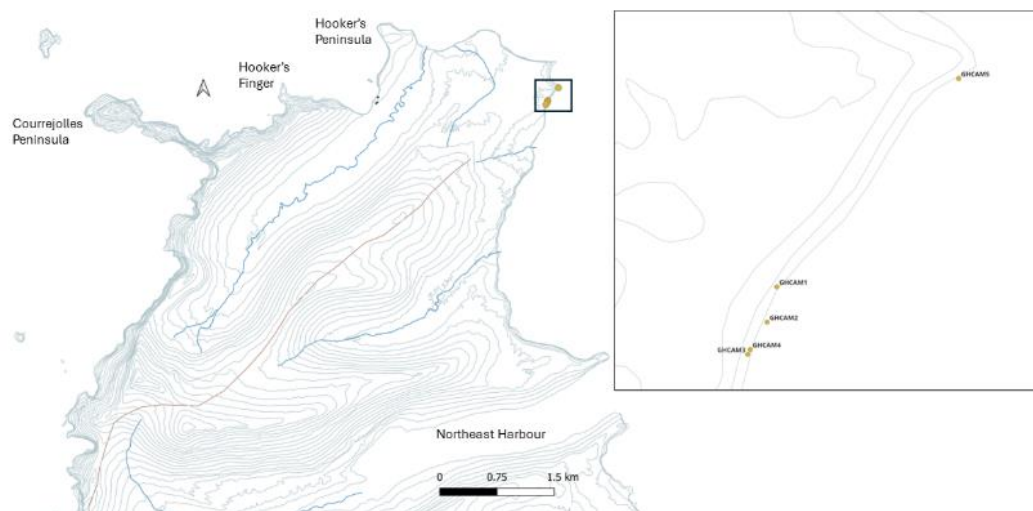 Hooker's
Peninsula
Hooker's
Finger
Courrejolles
Peninsula
Northeast Harbour
0 0.75 1.5 km
GHCAM5
GHCAM1
GHCAM2
GHCAM4
GHCAM3